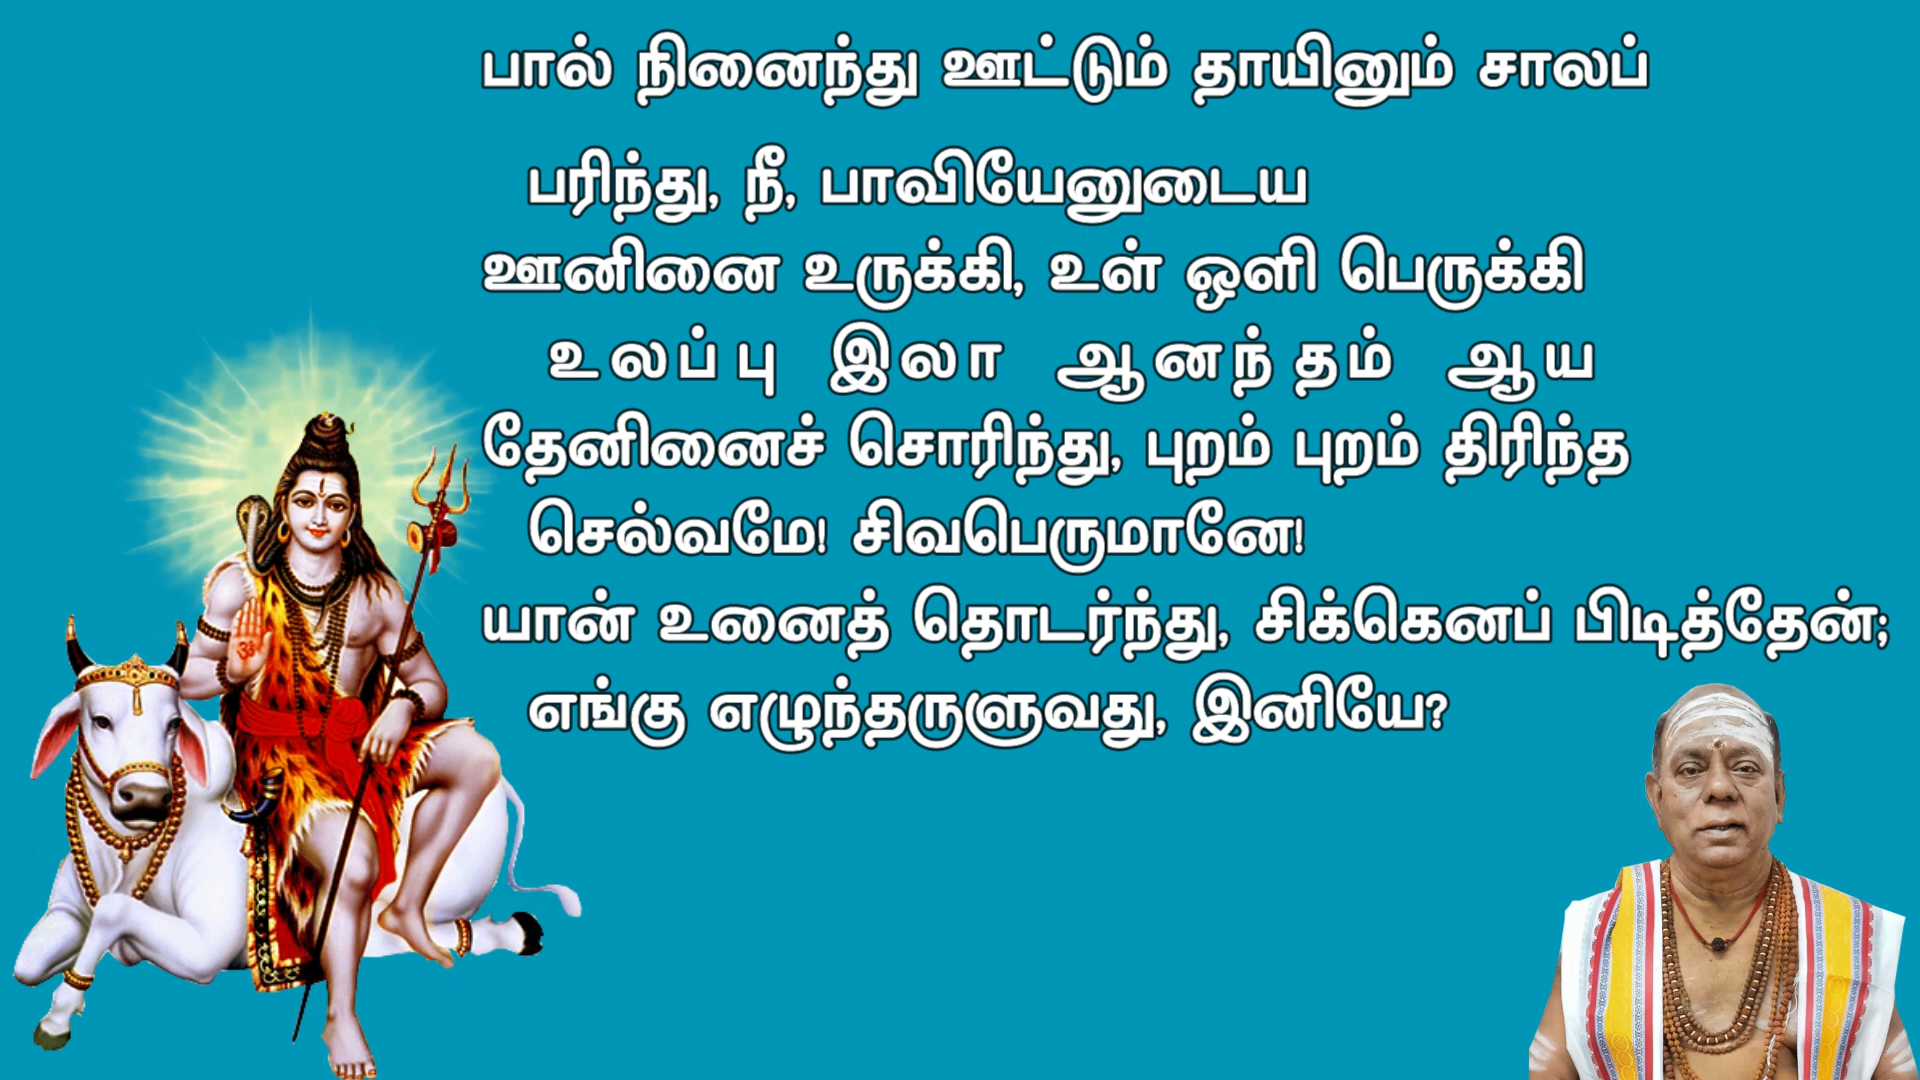 பால் நினைந்து ஊட்டும் தாயினும் சாலப்
பரிந்து, நீ, பாவியேனுடைய
ஊனினை உருக்கி, உள் ஒளி பெருக்கி
உலப்பு இலா ஆனந்தம் ஆய
தேனினைச் சொரிந்து, புறம் புறம் திரிந்த
செல்வமே! சிவபெருமானே!
யான் உனைத் தொடர்ந்து, சிக்கெனப் பிடித்தேன்;
எங்கு எழுந்தருளுவது, இனியே?
ॐ